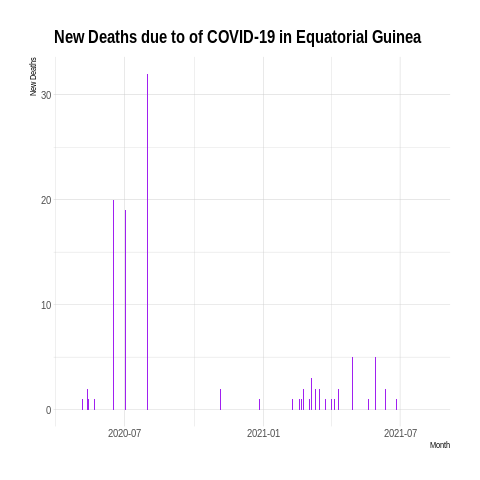 New Deaths due to of COVID-19 in Equatorial Guinea
New Deaths
30
20
10
0
2020-07
2021-01
2021-07
Month